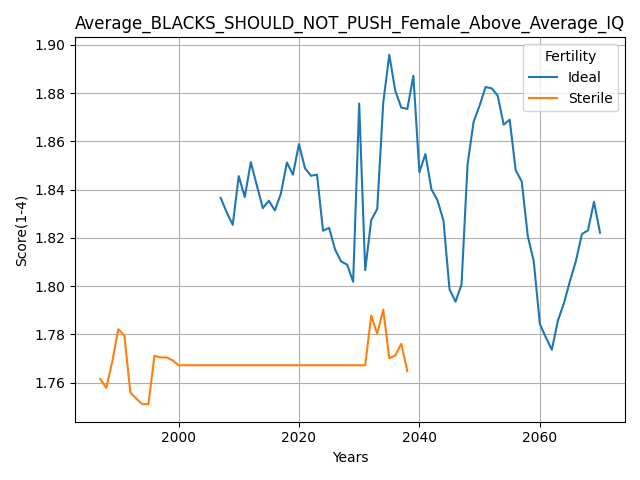 Average_BLACKS_SHOULD_NOT_PUSH_Female_Above_Average_IQ
Fertility
Ideal
Sterile
Score(1-4)
1.90
1.88
1.86
1.84
1.82
1.80
1.78
1.76
2000 2020 2040 2060
Years